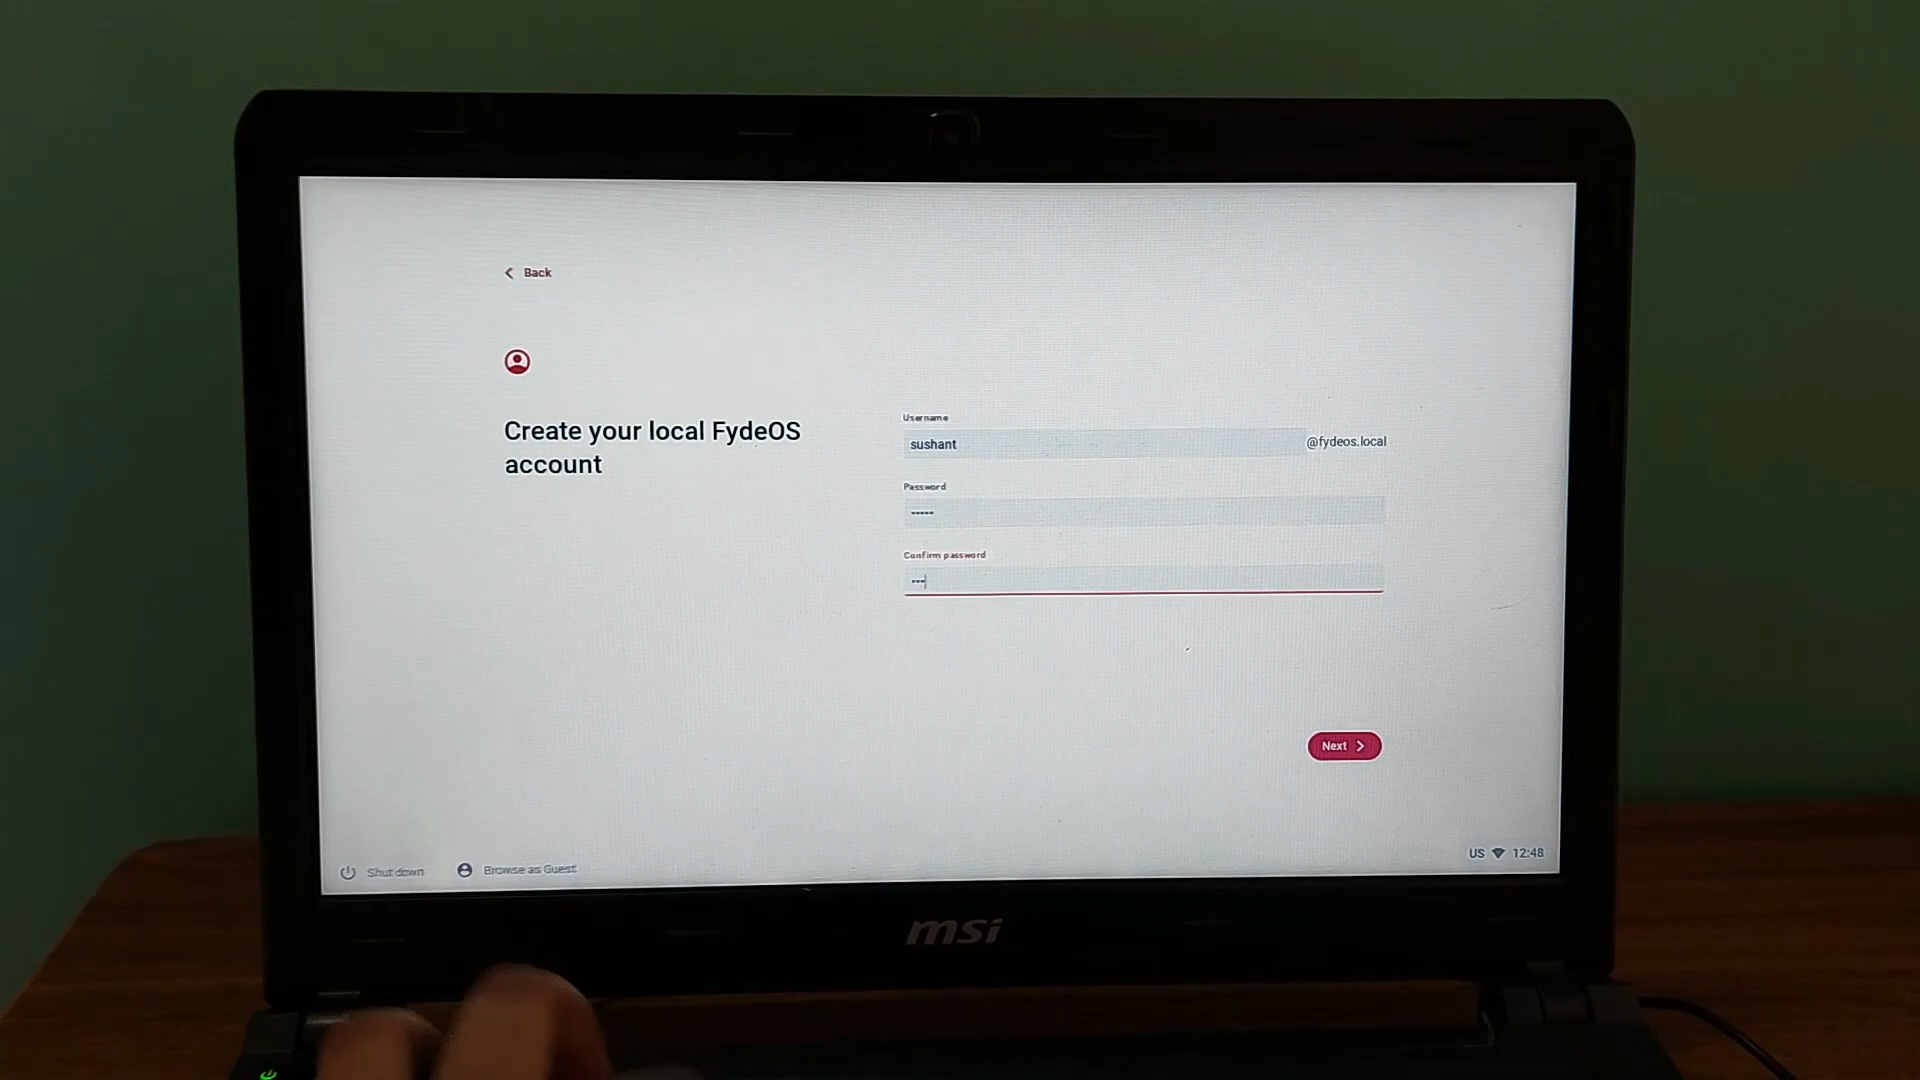 Back
Create your local FydeOS
account
Username
sushant
@fydeos.local
Password
Confirm password
Next
Shut down
Browse as Guest
US
12:48
msi